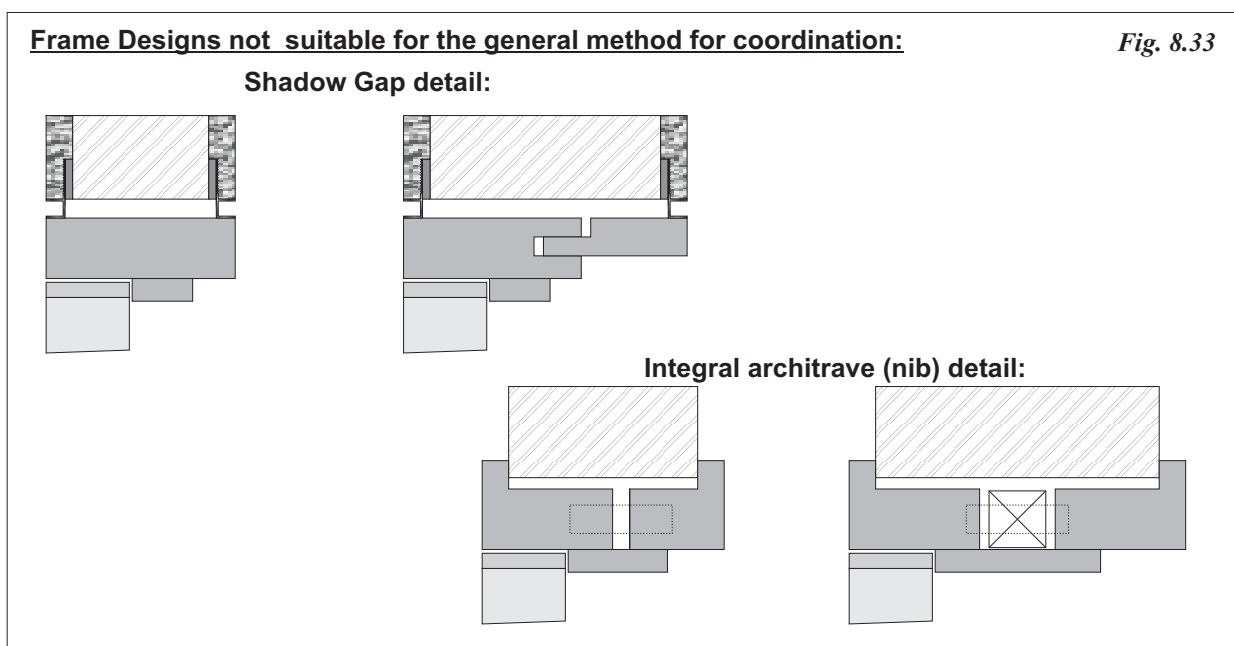 Frame Designs not suitable for the general method for coordination:
Fig. 8.33
Shadow Gap detail:
Integral architrave (nib) detail: